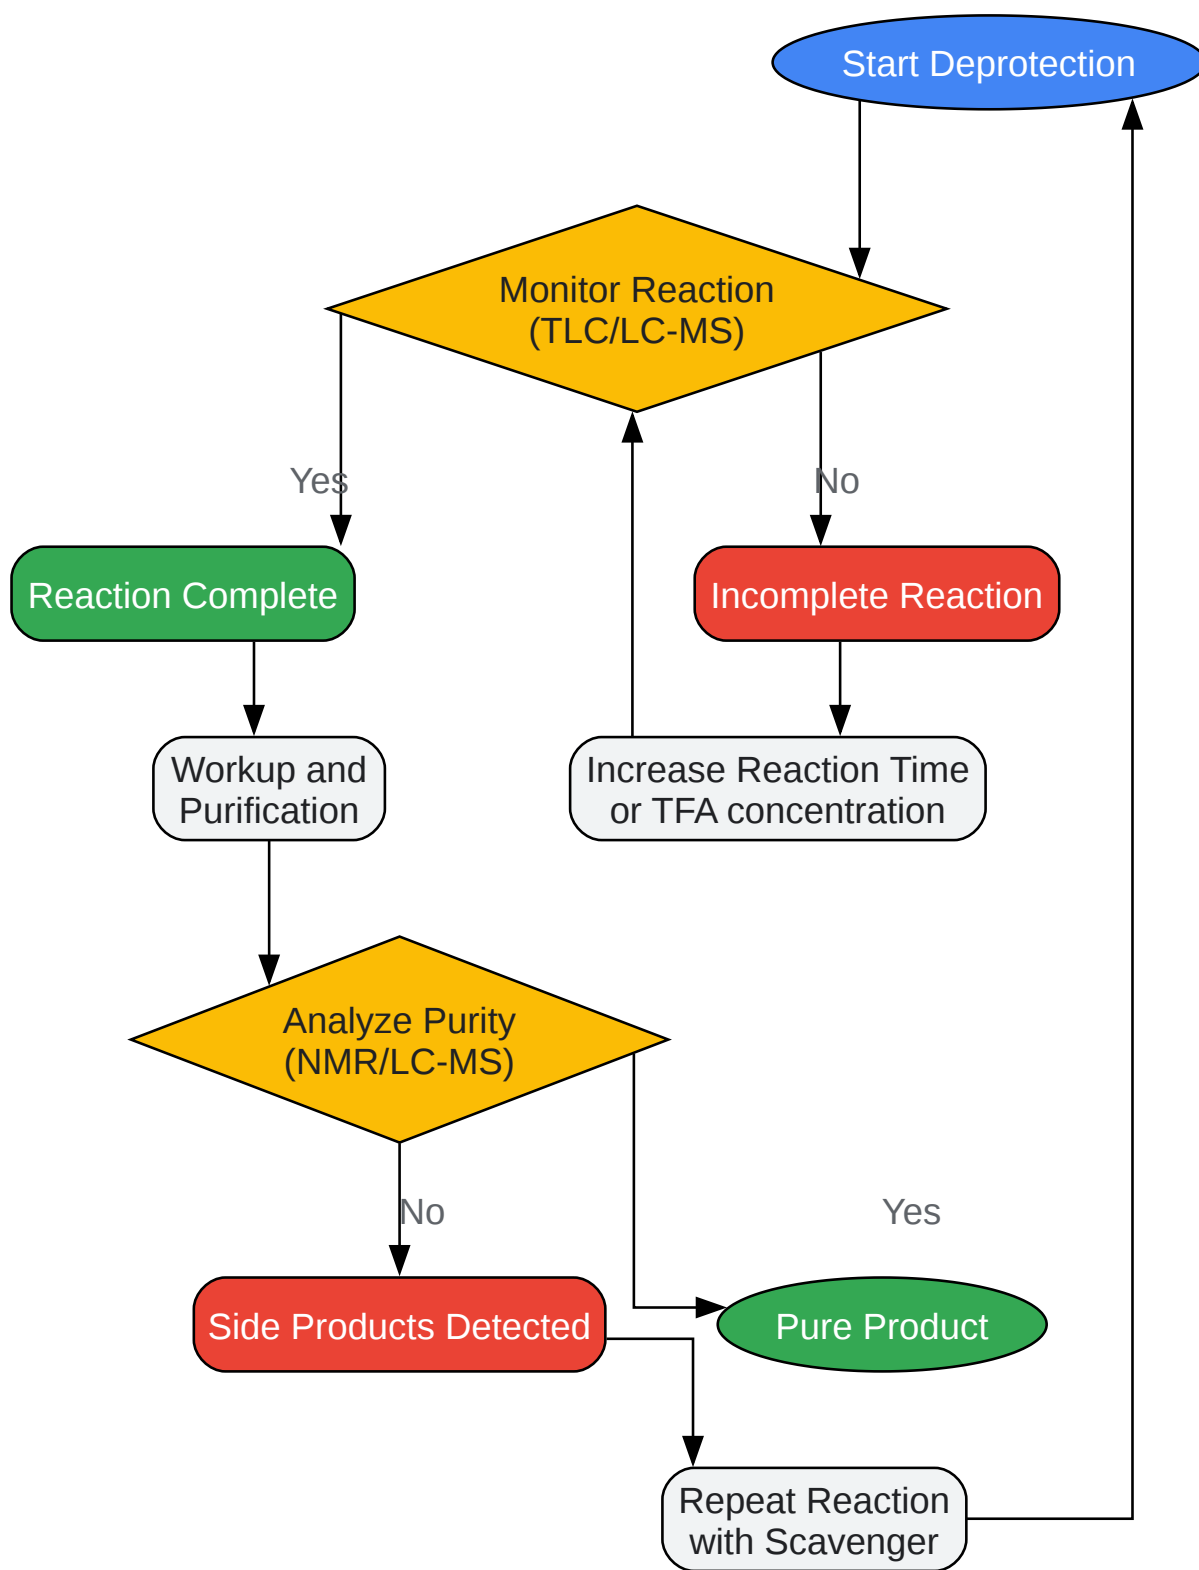 Start Deprotection
Monitor Reaction
(TLC/LC-MS)
Yes
No
Reaction Complete
Incomplete Reaction
Workup and
Purification
Increase Reaction Time
or TFA concentration
Analyze Purity
(NMR/LC-MS)
No
Yes
Side Products Detected
Pure Product
Repeat Reaction
with Scavenger